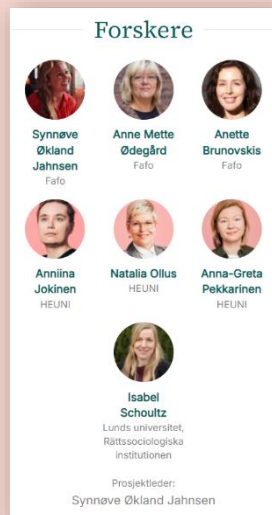 Forskere
Synnøve
Økland
Jahnsen
Fafo
Anne Mette
Ødegård
Fafo
Anette
Brunovskis
Fafo
Anniina
Jokinen
HEUNI
Natalia Ollus
HEUNI
Anna-Greta
Pekkarinen
HEUNI
Isabel
Schoultz
Lunds universitet,
Rättssociologiska
institutionen
Prosjektleder:
Synnøve Økland Jahnsen